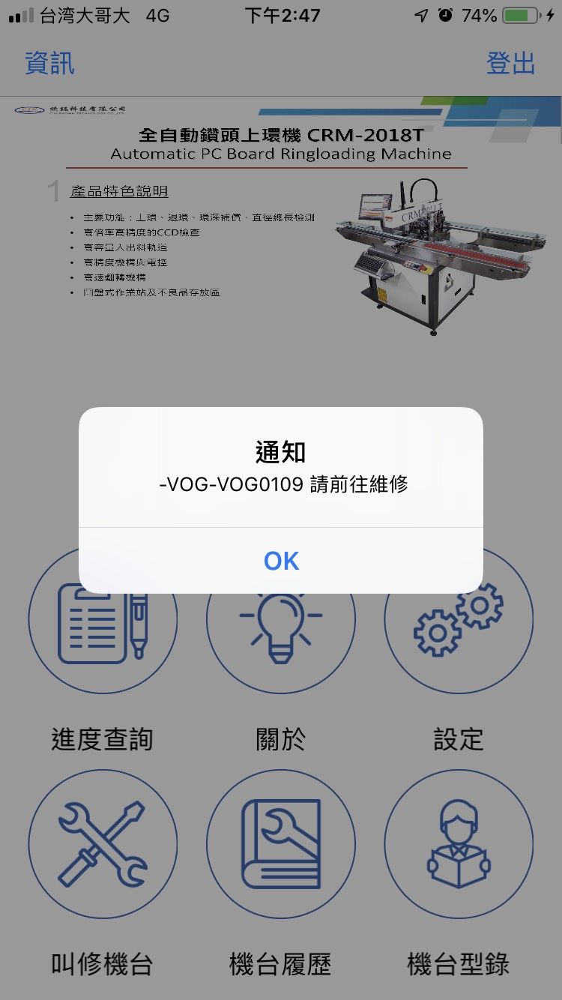 台湾大哥大 4G 下午2:47 74%
資訊 登出
全自動鑽頭上環機 CRM-2018T
Automatic PC Board Ringloading Machine
1 產品特色說明
• 主要功能：上環、退環、環深補償、直徑總長檢測
• 高倍率高精度的CCD檢查
• 高容量入出料軌道
• 高精度機構與電控
• 高速翻轉機構
• 圓盤式作業站及不良品存放區
通知
-VOG-VOG0109 請前往維修
OK
進度查詢 關於 設定
叫修機台 機台履歷 機台型錄